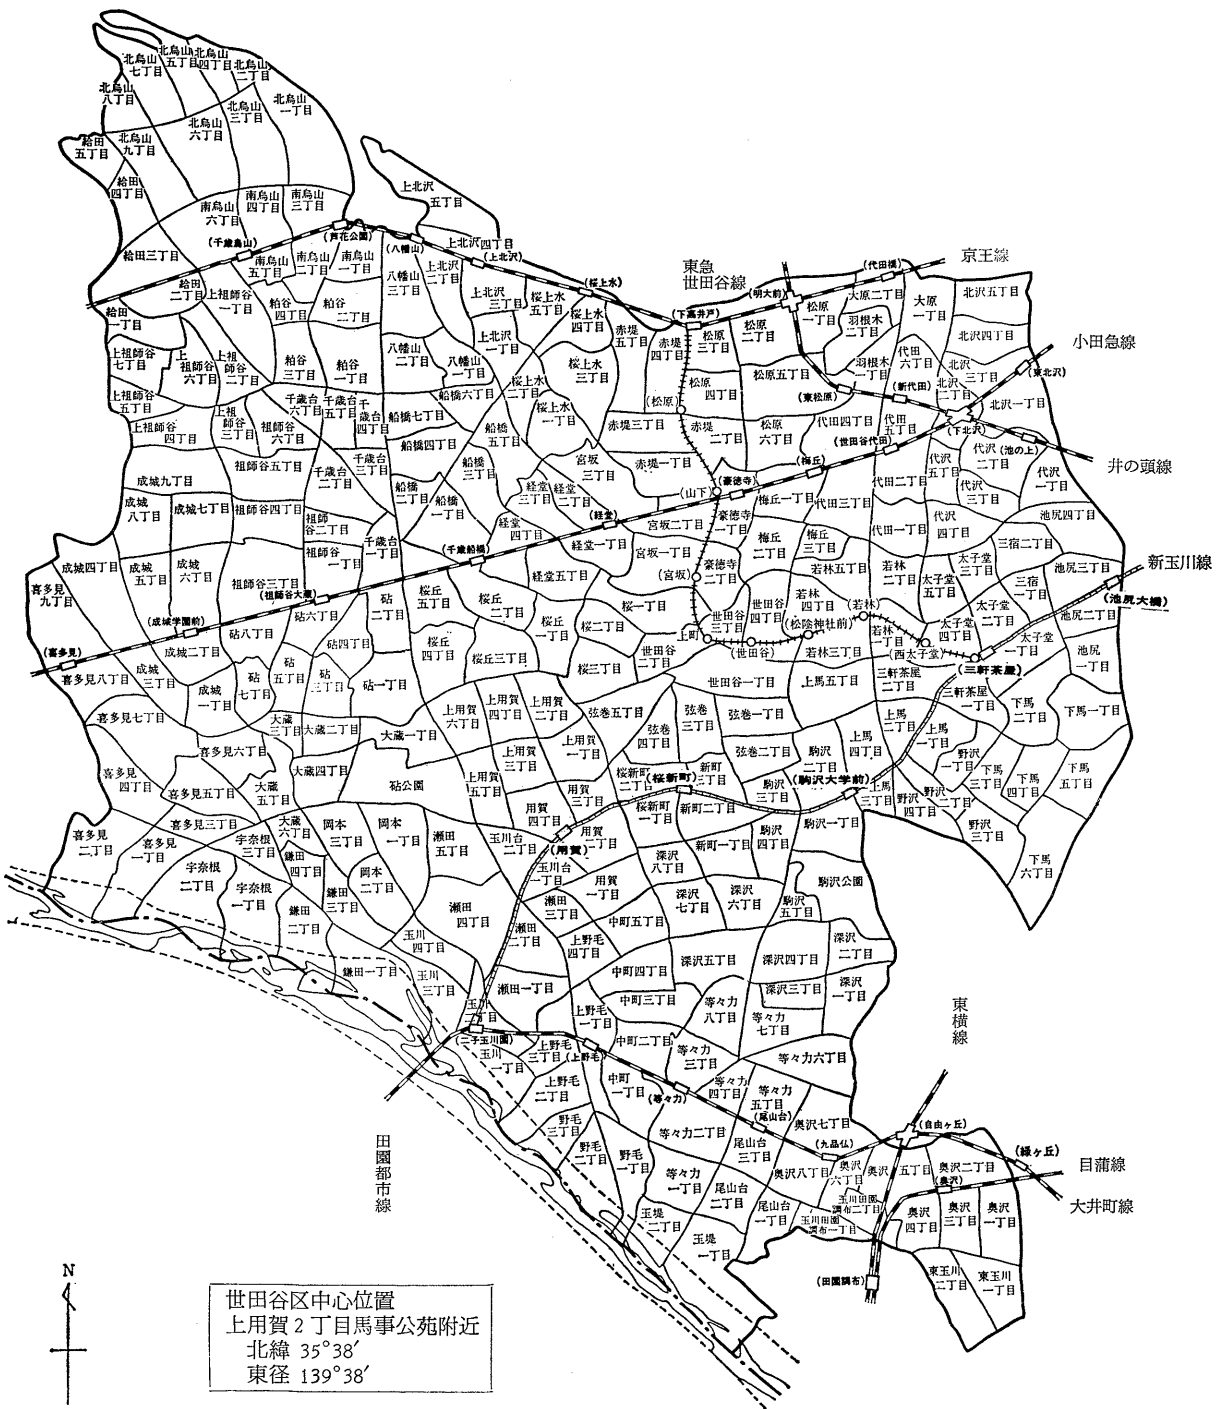 北烏山
七丁目
北烏山
五丁目
北烏山
四丁目
北烏山
二丁目
北烏山
八丁目
北烏山
三丁目
北烏山
一丁目
北烏山
六丁目
給田
五丁目
北烏山
九丁目
給田
四丁目
南烏山
六丁目
南烏山
四丁目
南烏山
三丁目
上北沢
五丁目
給田三丁目
(千歳烏山)
(芦花公園)
(八幡山)
上北沢四丁目
(上北沢)
南烏山
五丁目
南烏山
二丁目
南烏山
一丁目
八幡山
三丁目
上北沢
二丁目
(桜上水)
東急
世田谷線
(代田橋)
京王線
給田
二丁目
上祖師谷
一丁目
粕谷
四丁目
粕谷
二丁目
上北沢
三丁目
桜上水
五丁目
桜上水
四丁目
(下高井戸)
(明大前)
松原
一丁目
大原二丁目
大原
一丁目
北沢五丁目
給田
一丁目
赤堤
五丁目
赤堤
四丁目
松原
三丁目
松原
二丁目
羽根木
二丁目
北沢四丁目
小田急線
上祖師谷
七丁目
上
祖師谷
六丁目
上祖
師谷
二丁目
粕谷
三丁目
粕谷
一丁目
八幡山
二丁目
八幡山
一丁目
上北沢
一丁目
桜上水
三丁目
桜上水
二丁目
松原五丁目
羽根木
一丁目
代田
六丁目
北沢
三丁目
(東北沢)
上祖師谷
五丁目
上祖師谷
四丁目
上祖
師谷
三丁目
祖師谷
六丁目
千歳台
六丁目
千歳台
五丁目
千
歳台
四丁目
船橋七丁目
船橋六丁目
桜上水
一丁目
(松原)
松原
四丁目
(東松原)
(新代田)
北沢
二丁目
北沢一丁目
(下北沢)
船橋四丁目
船橋
五丁目
赤堤三丁目
赤堤
二丁目
松原
六丁目
代田四丁目
代田
五丁目
(世田谷代田)
(池の上)
井の頭線
祖師谷五丁目
千歳台
二丁目
千歳台
三丁目
船橋
三丁目
宮坂
三丁目
赤堤一丁目
(梅丘)
代沢
五丁目
代沢
二丁目
代沢
一丁目
代沢
三丁目
成城九丁目
成城
八丁目
成城七丁目
祖師谷四丁目
祖師
谷二丁目
船橋
二丁目
船橋
一丁目
経堂
三丁目
経堂
二丁目
(山下)
(豪徳寺)
梅丘一丁目
代田三丁目
代田二丁目
代田一丁目
代沢
四丁目
池尻四丁目
(経堂)
経堂
四丁目
宮坂二丁目
豪徳寺
一丁目
梅丘
二丁目
梅丘
三丁目
三宿二丁目
池尻三丁目
新玉川線
成城四丁目
成城
五丁目
成城
六丁目
祖師谷
一丁目
千歳台
一丁目
(千歳船橋)
経堂一丁目
宮坂一丁目
経堂五丁目
(宮坂)
豪徳寺
二丁目
若林五丁目
若林
二丁目
太子堂
五丁目
三宿
一丁目
喜多見
九丁目
祖師谷三丁目
(祖師谷大蔵)
砧
二丁目
桜丘
五丁目
桜丘
二丁目
桜一丁目
世田谷
三丁目
世田谷
四丁目
若林
四丁目
(若林)
(松陰神社前)
若林
一丁目
太子堂
四丁目
太子堂
二丁目
(池尻大橋)
池尻二丁目
(成城学園前)
砧六丁目
砧八丁目
砧四丁目
桜丘
四丁目
桜丘
一丁目
上町
(世田谷)
(西太子堂)
太子堂
一丁目
池尻
一丁目
(喜多見)
喜多見八丁目
成城
三丁目
成城二丁目
成城
一丁目
砧
七丁目
砧
五丁目
砧
三丁目
砧一丁目
桜丘三丁目
桜三丁目
世田谷
二丁目
若林三丁目
(三軒茶屋)
世田谷一丁目
上馬五丁目
三軒茶屋
二丁目
三軒茶屋
一丁目
喜多見七丁目
大蔵
三丁目
大蔵二丁目
大蔵一丁目
上用賀
六丁目
上用賀
四丁目
上用賀
二丁目
弦巻五丁目
弦巻
三丁目
弦巻一丁目
下馬
二丁目
下馬一丁目
喜多見六丁目
上用賀
三丁目
上用賀
一丁目
弦巻
四丁目
弦巻二丁目
駒沢
二丁目
上馬
四丁目
上馬
二丁目
上馬
一丁目
野沢
一丁目
喜多見
四丁目
喜多見五丁目
大蔵
五丁目
大蔵四丁目
砧公園
上用賀
五丁目
桜新町
二丁目
(桜新町)
新町
三丁目
駒沢
三丁目
(駒沢大学前)
上馬
三丁目
野沢
四丁目
野沢
二丁目
下馬
三丁目
下馬
四丁目
下馬
五丁目
用賀
四丁目
用賀
三丁目
桜新町
一丁目
新町二丁目
野沢
三丁目
喜多見
二丁目
喜多見
一丁目
喜多見三丁目
宇奈根
三丁目
大蔵
六丁目
岡本
三丁目
岡本
一丁目
瀬田
五丁目
玉川台
二丁目
(用賀)
用賀
二丁目
新町一丁目
駒沢
四丁目
駒沢一丁目
下馬
六丁目
宇奈根
二丁目
宇奈根
一丁目
鎌田
四丁目
鎌田
三丁目
岡本
二丁目
玉川台
一丁目
用賀
一丁目
深沢
八丁目
深沢
七丁目
深沢
六丁目
駒沢公園
駒沢
五丁目
鎌田
二丁目
瀬田
四丁目
瀬田
三丁目
瀬田
二丁目
中町五丁目
玉川
四丁目
上野毛
四丁目
深沢
二丁目
鎌田一丁目
玉川
三丁目
瀬田一丁目
中町四丁目
深沢五丁目
深沢四丁目
深沢三丁目
深沢
一丁目
玉川
二丁目
中町三丁目
等々力
八丁目
等々力
七丁目
東
横
線
(二子玉川園)
上野毛
一丁目
玉川
一丁目
上野毛
三丁目
(上野毛)
中町二丁目
等々力
三丁目
等々力六丁目
上野毛
二丁目
中町
一丁目
(等々力)
等々力
四丁目
等々力
五丁目
(尾山台)
奥沢七丁目
(自由ヶ丘)
田
園
都
市
線
野毛
三丁目
野毛
二丁目
野毛
一丁目
等々力二丁目
尾山台
三丁目
(九品仏)
(緑ヶ丘)
目蒲線
奥沢八丁目
奥沢
六丁目
奥沢
五丁目
奥沢二丁目
(奥沢)
大井町線
等々力
一丁目
尾山台
二丁目
玉川田園
調布二丁目
玉堤
二丁目
尾山台
一丁目
玉川田園
調布一丁目
奥沢
四丁目
奥沢
三丁目
奥沢
一丁目
玉堤
一丁目
(田園調布)
東玉川
二丁目
東玉川
一丁目
N
世田谷区中心位置
上用賀2丁目馬事公苑附近
北緯 35°38′
東径 139°38′